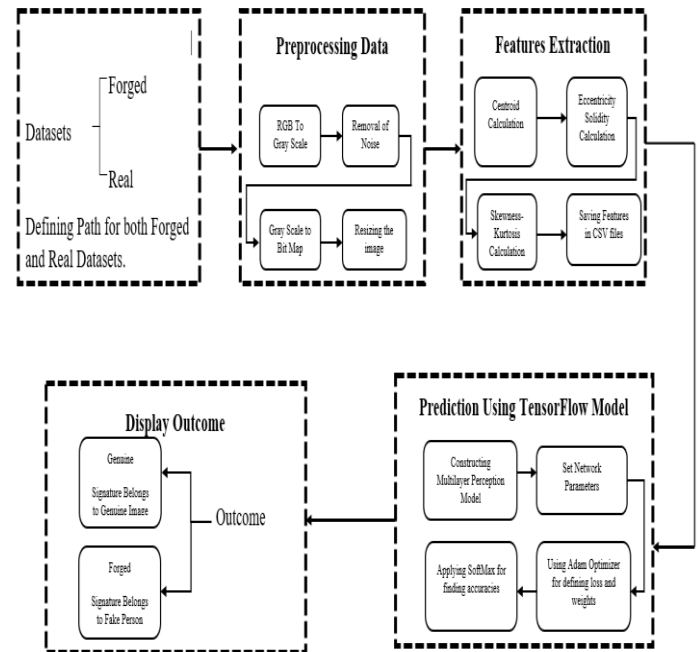 Datasets
Forged
Real
Defining Path for both Forged
and Real Datasets.
Preprocessing Data
RGB To
Gray Scale
Removal of
Noise
Gray Scale to
Bit Map
Resizing the
image
Features Extraction
Centroid
Calculation
Eccentricity
Solidity
Calculation
Skewness-
Kurtosis
Calculation
Saving Features
in CSV files
Prediction Using TensorFlow Model
Constructing
Multilayer Perception
Model
Set Network
Parameters
Using Adam Optimizer
for defining loss and
weights
Applying SoftMax for
finding accuracies
Display Outcome
Outcome
Genuine
Signature Belongs
to Genuine Image
Forged
Signature Belongs
to Fake Person